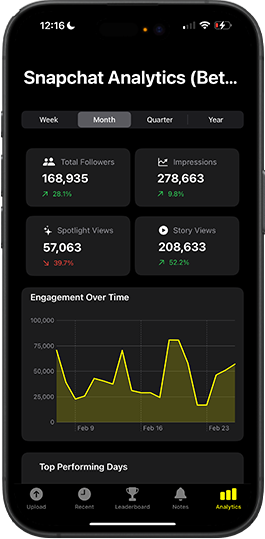 12:16
Snapchat Analytics (Bet...
Week Month Quarter Year
Total Followers
168,935
28.1%
Impressions
278,663
9.8%
Spotlight Views
57,063
39.7%
Story Views
208,633
52.2%
Engagement Over Time
100,000
75,000
50,000
25,000
0
Feb 9 Feb 16 Feb 23
Top Performing Days
Upload Recent Leaderboard Notes Analytics